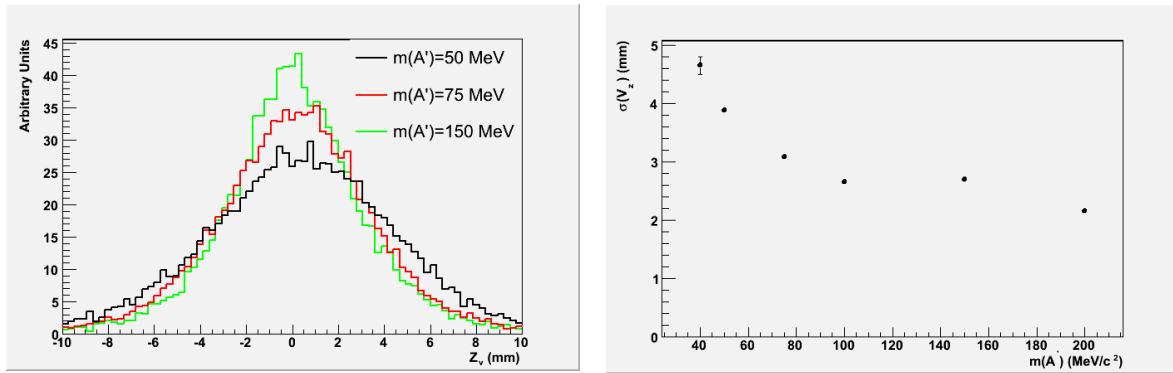 Arbitrary Units
45
40
35
30
25
20
15
10
5
0
-10 -8 -6 -4 -2 0 2 4 6 8 10
Z_v (mm)
m(A')=50 MeV
m(A')=75 MeV
m(A')=150 MeV
σ(V_z) (mm)
5
4
3
2
1
0
40 60 80 100 120 140 160 180 200
m(A') (MeV/c²)